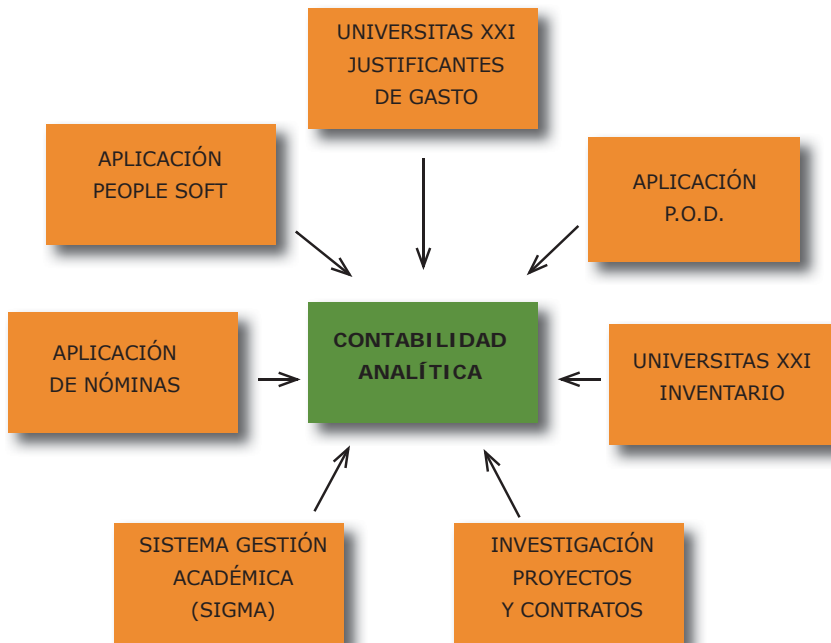 UNIVERSITAS XXI
JUSTIFICANTES
DE GASTO
APLICACIÓN
PEOPLE SOFT
APLICACIÓN
P.O.D.
CONTABILIDAD
ANALÍTICA
APLICACIÓN
DE NÓMINAS
UNIVERSITAS XXI
INVENTARIO
SISTEMA GESTIÓN
ACADÉMICA
(SIGMA)
INVESTIGACIÓN
PROYECTOS
Y CONTRATOS